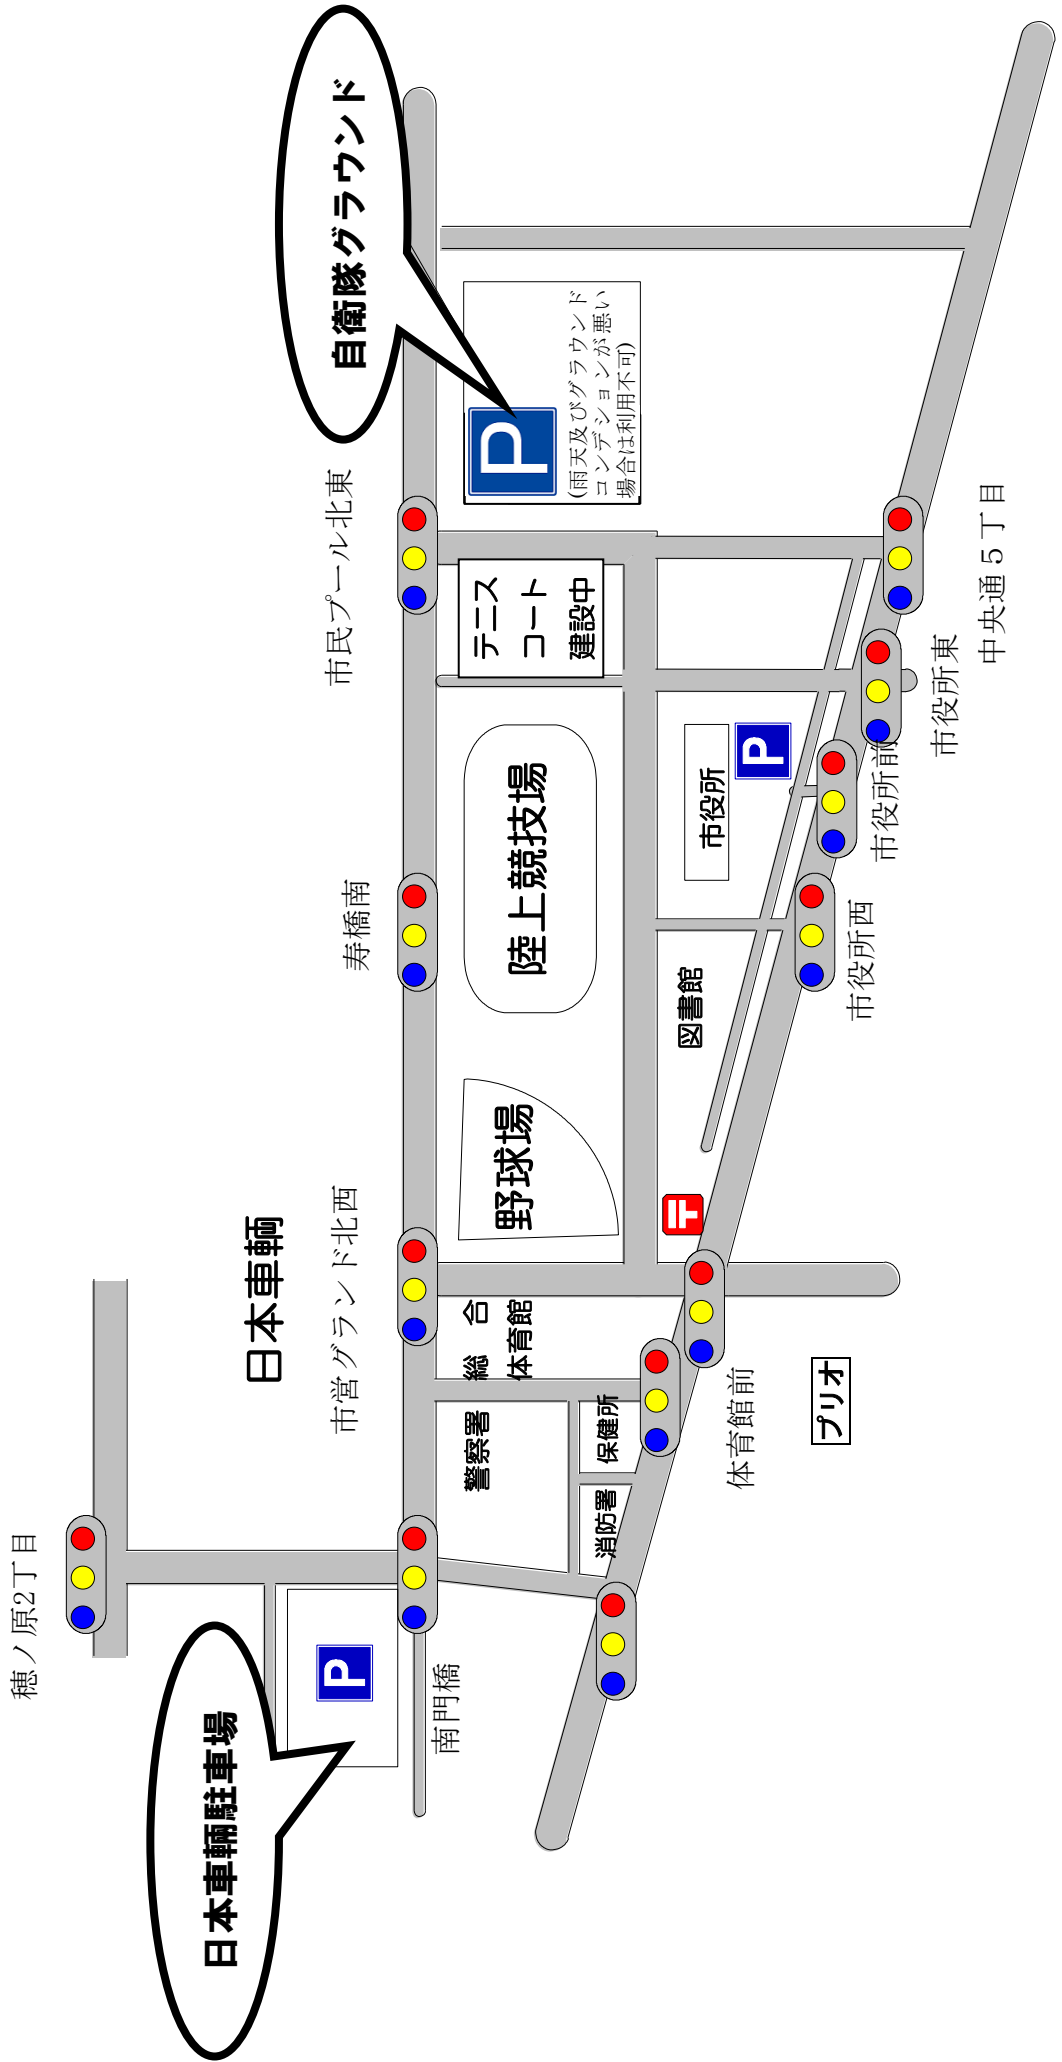 穂ノ原2丁目
日本車輌
日本車輌駐車場
P
南門橋
市営グランド北西
寿橋南
市民プール北東
自衛隊グラウンド
P
(雨天及びグラウンド
コンデションが悪い
場合は利用不可)
警察署
総合
体育館
野球場
陸上競技場
テニス
コート
建設中
消防署
保健所
〒
図書館
市役所
P
体育館前
プリオ
市役所西
市役所前
市役所東
中央通5丁目